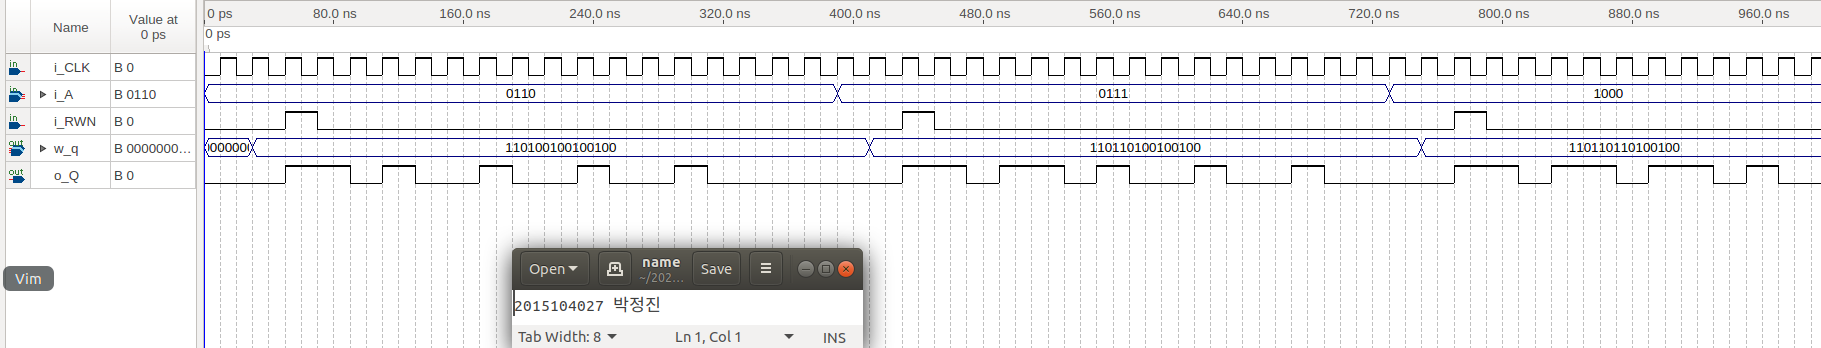 Name
Value at
0 ps
0 ps
80.0 ns
160.0 ns
240.0 ns
320.0 ns
400.0 ns
480.0 ns
560.0 ns
640.0 ns
720.0 ns
800.0 ns
880.0 ns
960.0 ns
0 ps
in
i_CLK
B 0
in
i_A
B 0110
0110
0111
1000
in
i_RWN
B 0
out
w_q
B 0000000...
110100100100100
110110100100100
110110110100100
out
o_Q
B 0
Vim
Open
name
~/202...
Save
2015104027 박정진
Tab Width: 8
Ln 1, Col 1
INS